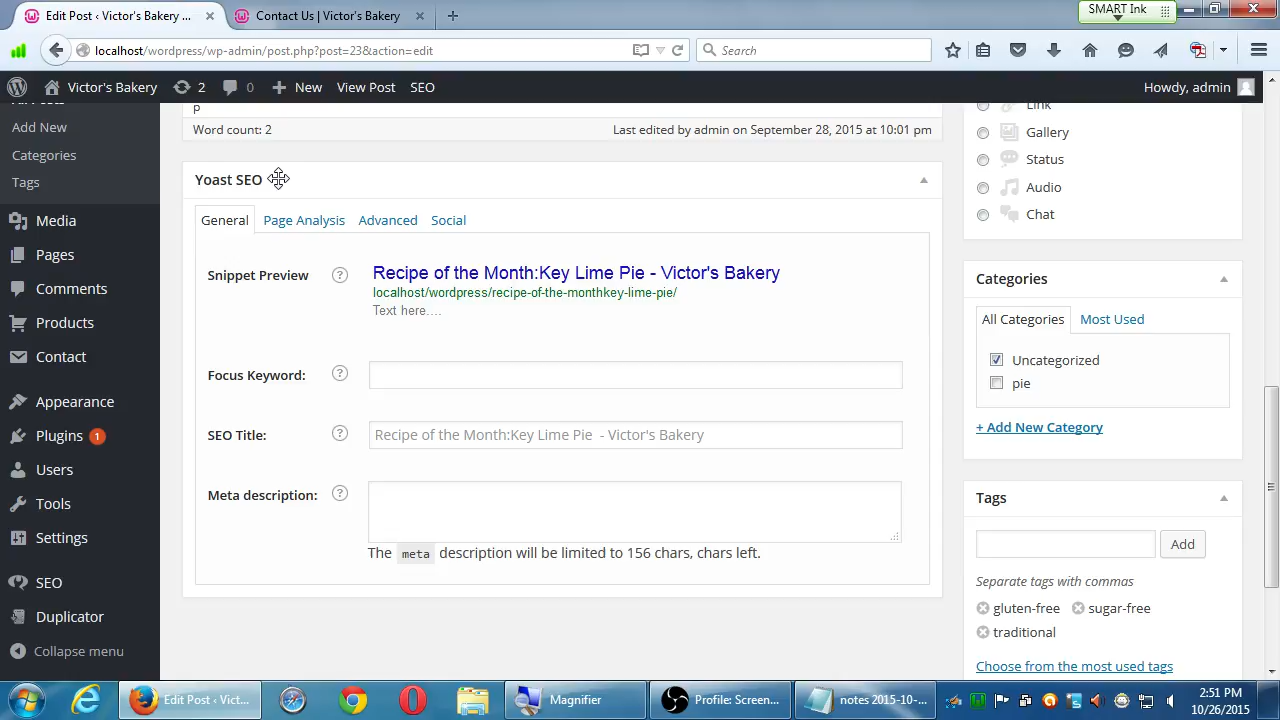 Edit Post ‹ Victor's Bakery ...
Contact Us | Victor's Bakery
SMART Ink
localhost/wordpress/wp-admin/post.php?post=23&action=edit
Search
Victor's Bakery
2
0
New
View Post
SEO
Howdy, admin
Add New
Categories
Tags
Media
Pages
Comments
Products
Contact
Appearance
Plugins 1
Users
Tools
Settings
SEO
Duplicator
Collapse menu
p
Word count: 2
Last edited by admin on September 28, 2015 at 10:01 pm
Yoast SEO
General
Page Analysis
Advanced
Social
Snippet Preview
?
Recipe of the Month:Key Lime Pie - Victor's Bakery
localhost/wordpress/recipe-of-the-monthkey-lime-pie/
Text here....
Focus Keyword:
?
SEO Title:
?
Recipe of the Month:Key Lime Pie - Victor's Bakery
Meta description:
?
The meta description will be limited to 156 chars, chars left.
Link
Gallery
Status
Audio
Chat
Categories
All Categories
Most Used
Uncategorized
pie
+ Add New Category
Tags
Add
Separate tags with commas
gluten-free
sugar-free
traditional
Choose from the most used tags
Edit Post ‹ Vict...
Magnifier
Profile: Screen...
notes 2015-10-...
2:51 PM
10/26/2015